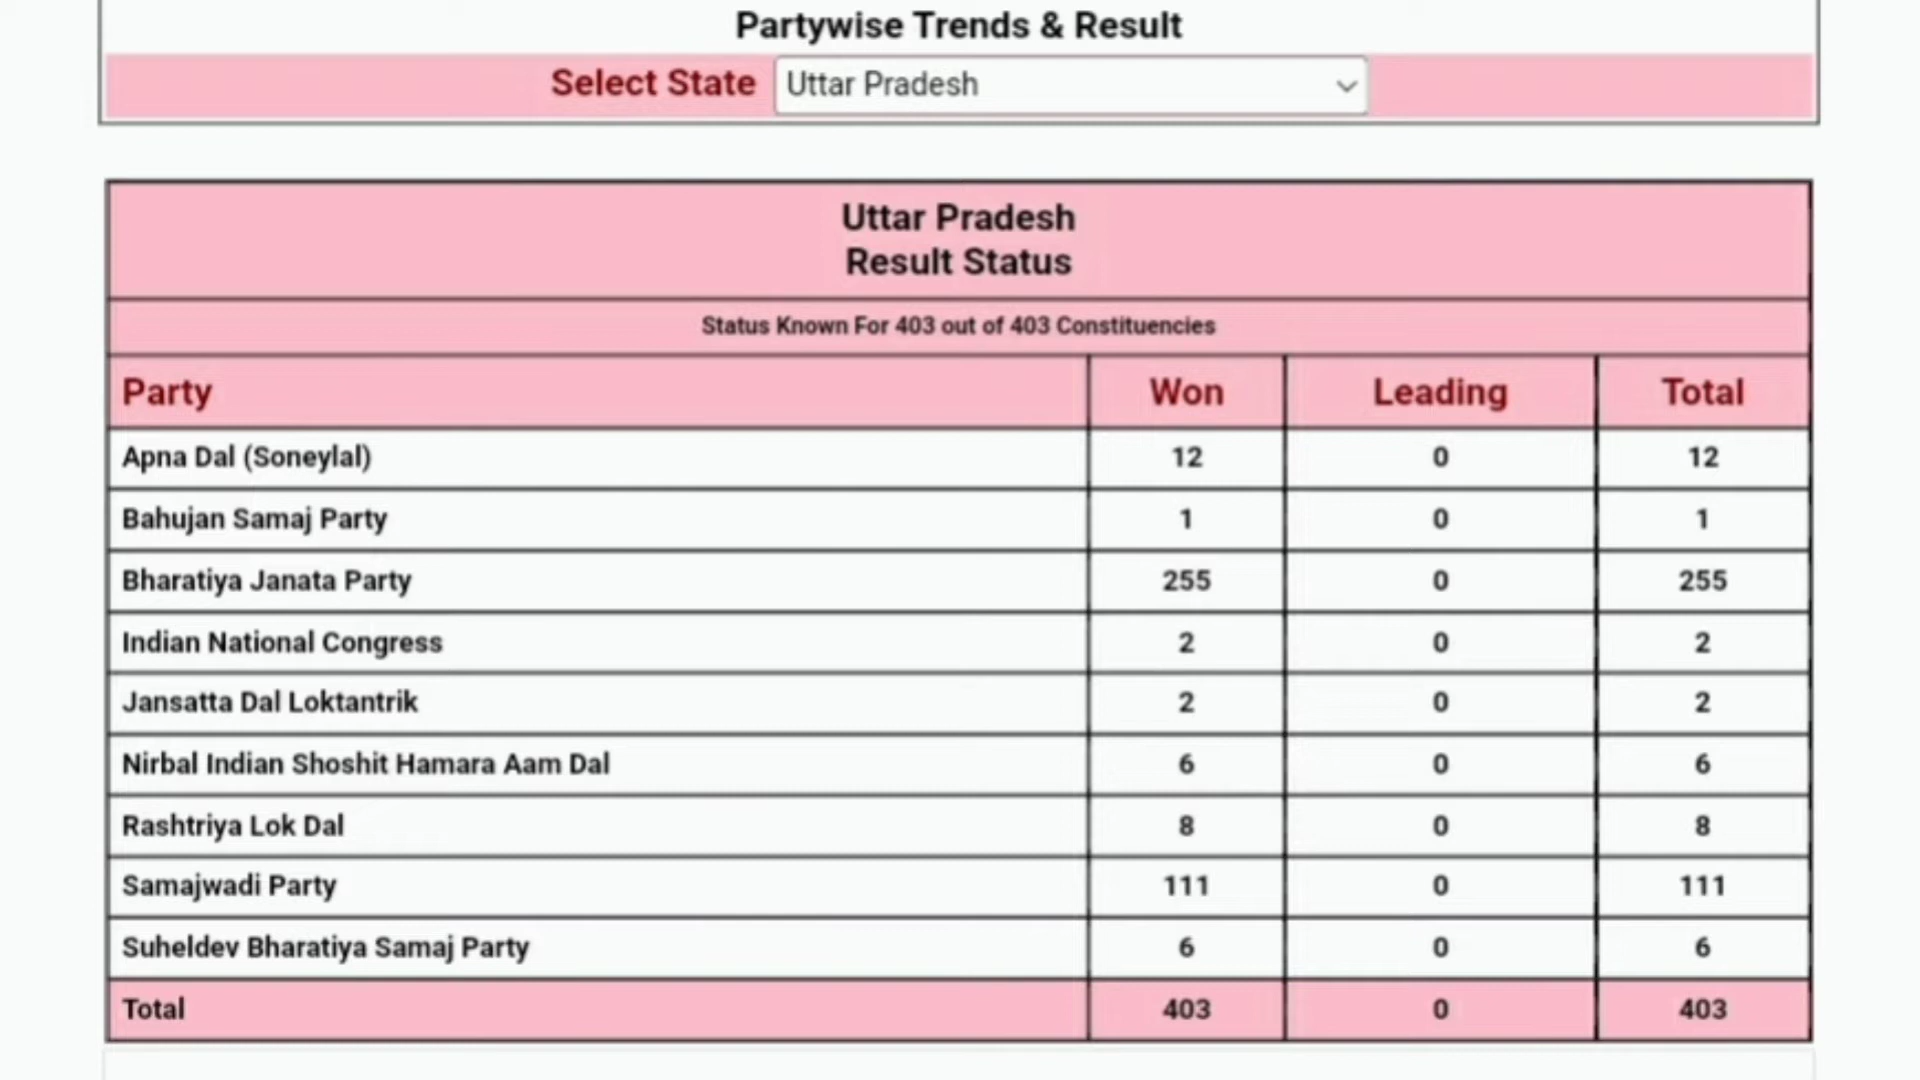 Partywise Trends & Result
Select State Uttar Pradesh
Uttar Pradesh
Result Status
Status Known For 403 out of 403 Constituencies
Party Won Leading Total
Apna Dal (Soneylal) 12 0 12
Bahujan Samaj Party 1 0 1
Bharatiya Janata Party 255 0 255
Indian National Congress 2 0 2
Jansatta Dal Loktantrik 2 0 2
Nirbal Indian Shoshit Hamara Aam Dal 6 0 6
Rashtriya Lok Dal 8 0 8
Samajwadi Party 111 0 111
Suheldev Bharatiya Samaj Party 6 0 6
Total 403 0 403